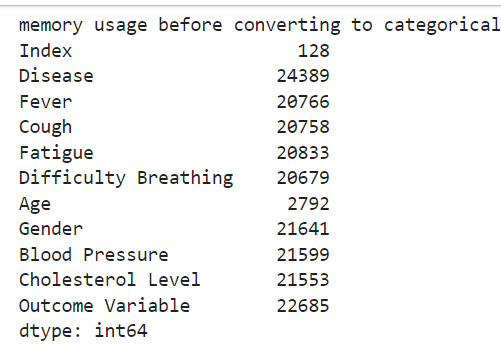 memory usage before converting to categorical
Index 128
Disease 24389
Fever 20766
Cough 20758
Fatigue 20833
Difficulty Breathing 20679
Age 2792
Gender 21641
Blood Pressure 21599
Cholesterol Level 21553
Outcome Variable 22685
dtype: int64